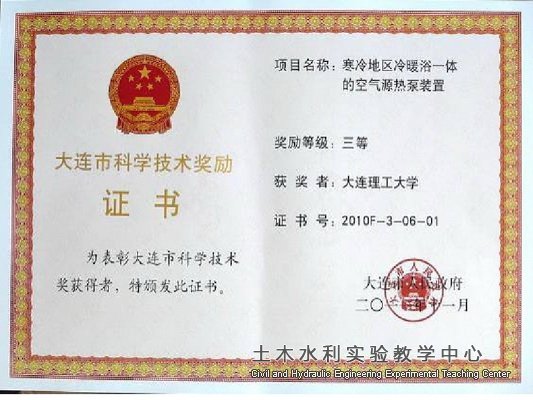 大连市科学技术奖励
证书
为表彰大连市科学技术
奖获得者，特颁发此证书。
项目名称：寒冷地区冷暖浴一体
的空气源热泵装置
奖励等级：三等
获 奖 者：大连理工大学
证 书 号：2010F-3-06-01
大连市人民政府
二〇一〇年十一月
土木水利实验教学中心
Civil and Hydraulic Engineering Experimental Teaching Center